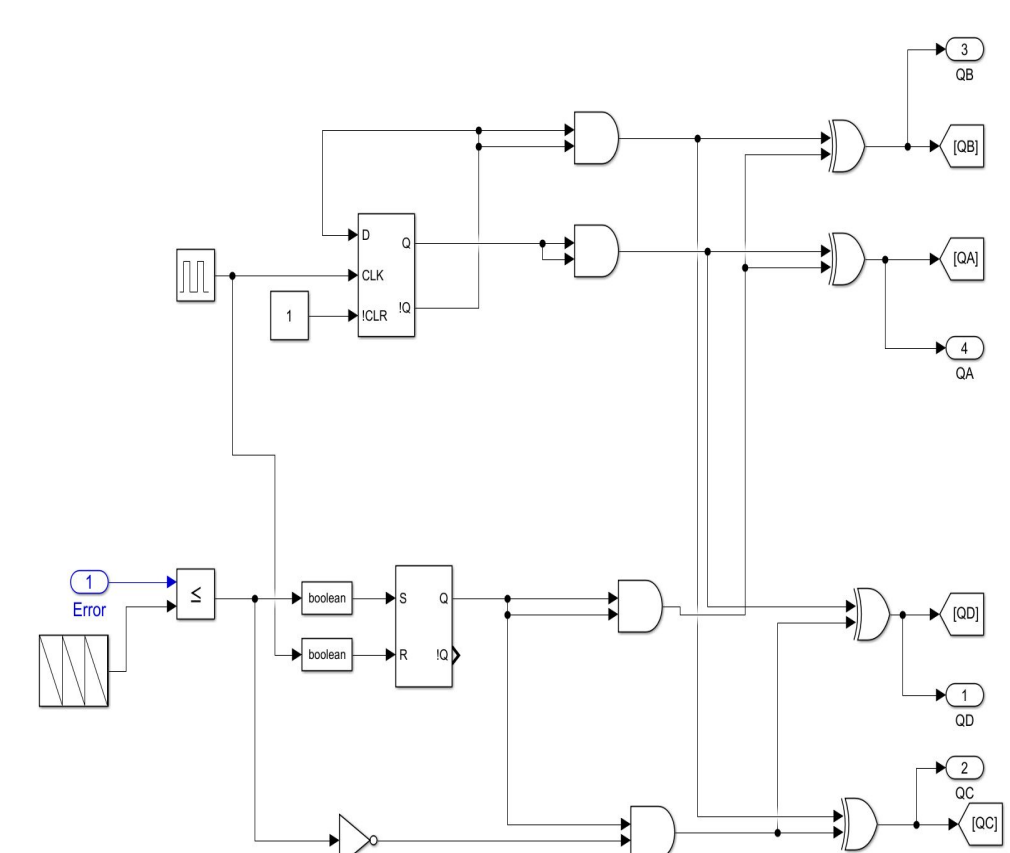 3
QB
[QB]
D
Q
[QA]
CLK
1
!CLR
!Q
4
QA
1
Error
≤
boolean
S
Q
[QD]
boolean
R
!Q
1
QD
2
QC
[QC]